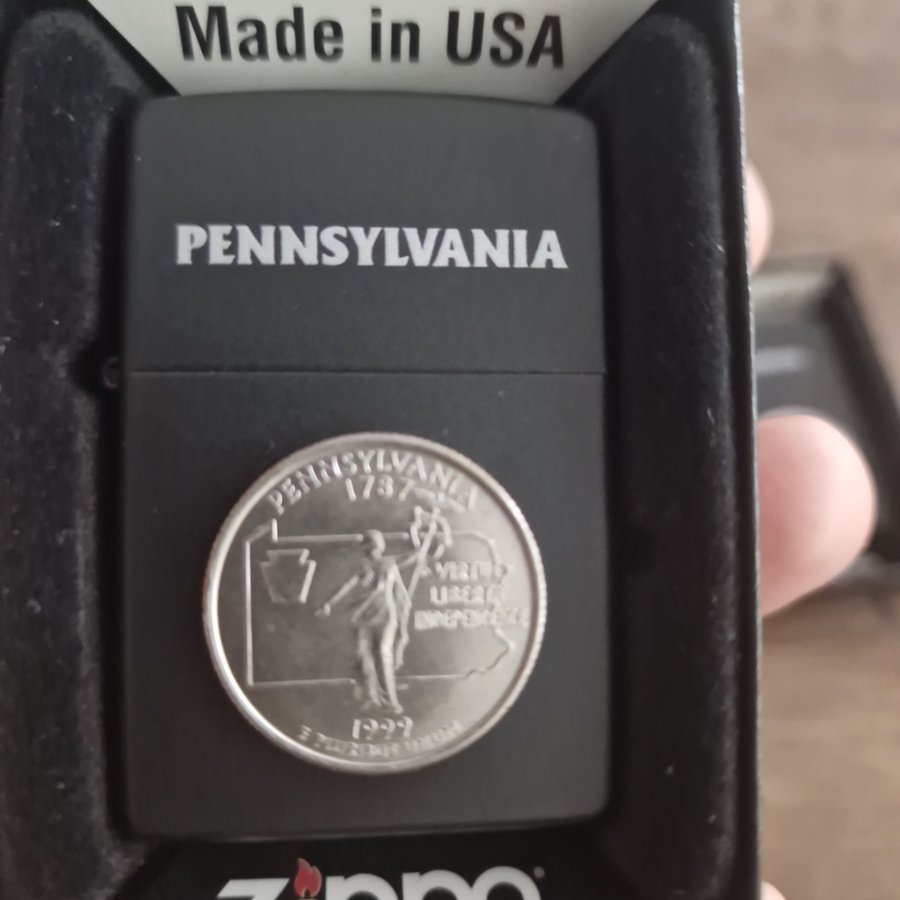 Made in USA
PENNSYLVANIA
PENNSYLVANIA
1787
VIRTUE
LIBERTY
INDEPENDENCE
1999
E PLURIBUS UNUM
zippo